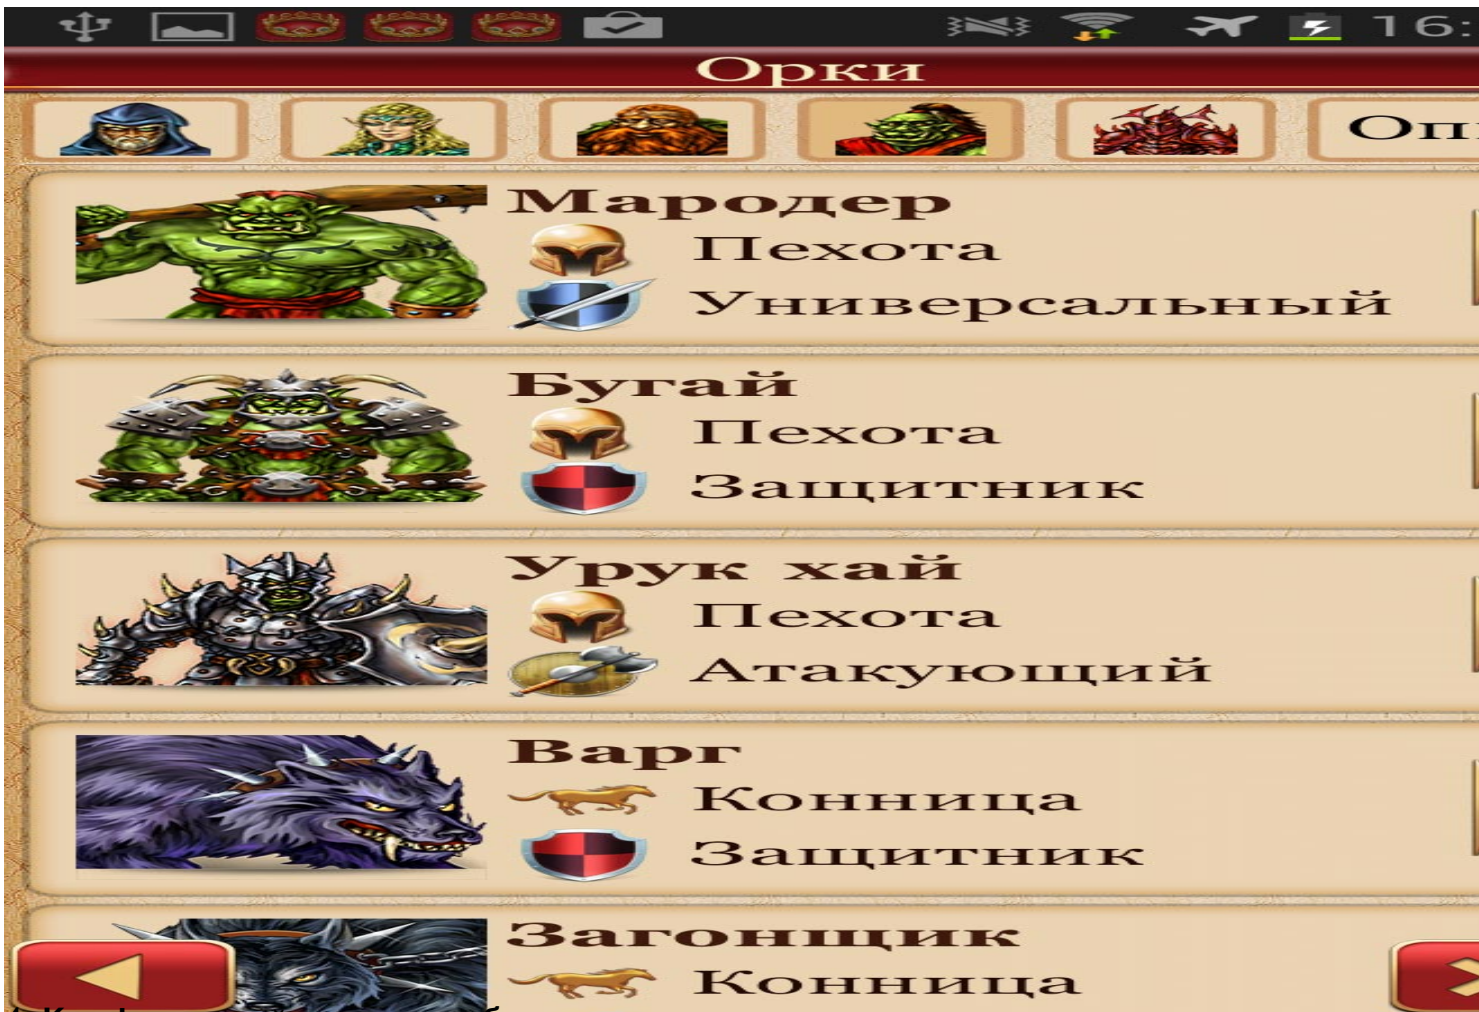 16:
Орки
Оп
Мародер
Пехота
Универсальный
Бугай
Пехота
Защитник
Урук хай
Пехота
Атакующий
Варг
Конница
Защитник
Загонщик
Конница